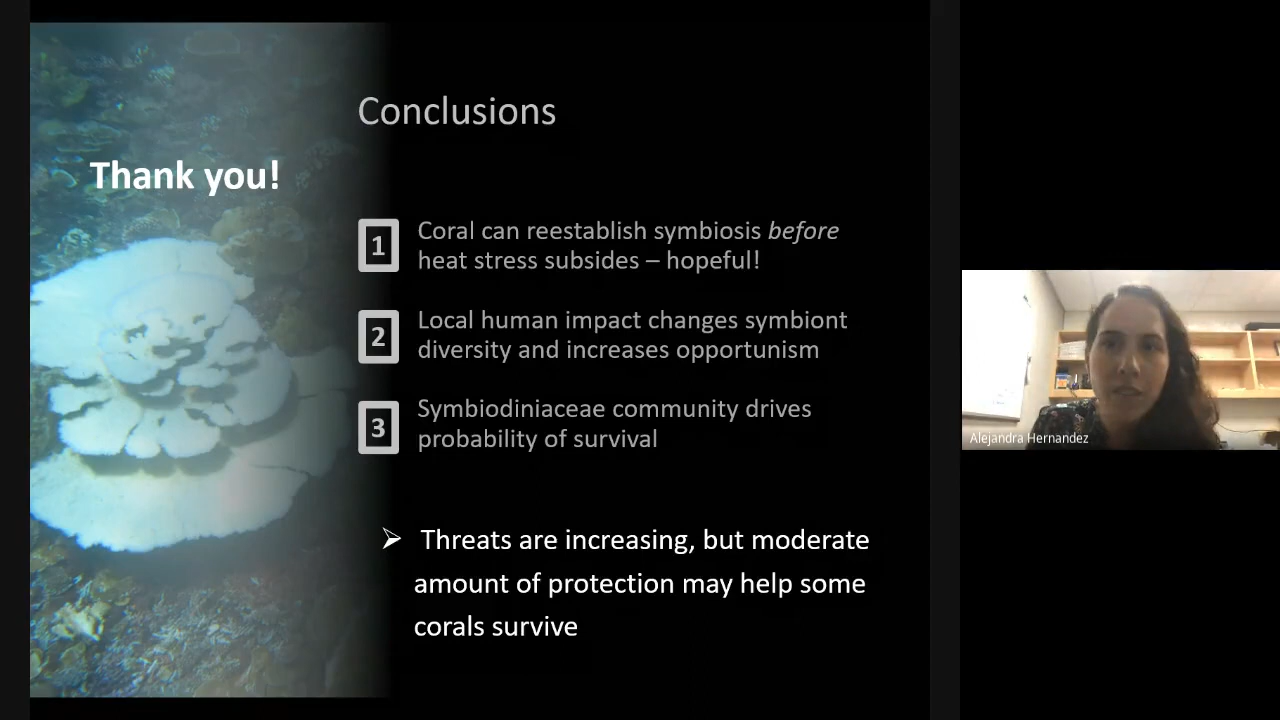 Conclusions
Thank you!
1
Coral can reestablish symbiosis before
heat stress subsides – hopeful!
2
Local human impact changes symbiont
diversity and increases opportunism
3
Symbiodiniaceae community drives
probability of survival
➢ Threats are increasing, but moderate
amount of protection may help some
corals survive
Alejandra Hernandez